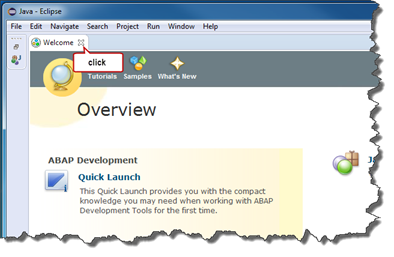 Java - Eclipse
File Edit Navigate Search Project Run Window Help
Welcome
click
Tutorials Samples What's New
Overview
ABAP Development
Quick Launch
This Quick Launch provides you with the compact
knowledge you may need when working with ABAP
Development Tools for the first time.